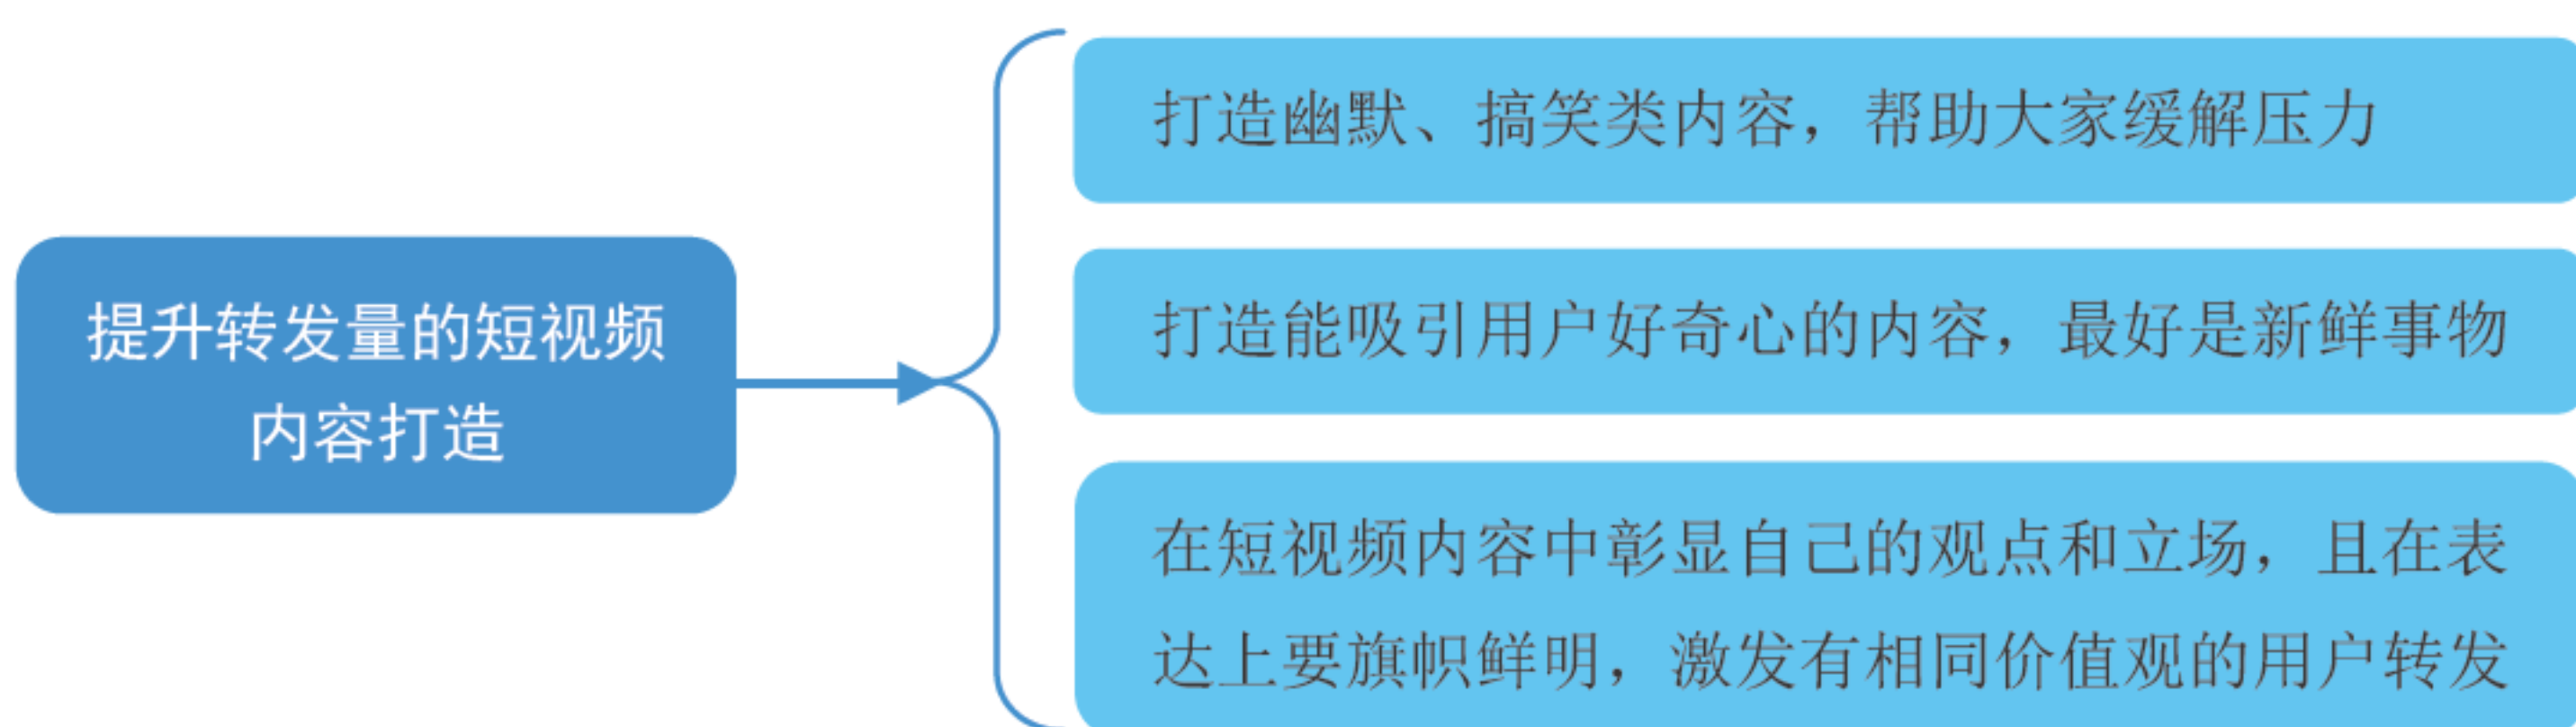 提升转发量的短视频
内容打造
打造幽默、搞笑类内容，帮助大家缓解压力
打造能吸引用户好奇心的内容，最好是新鲜事物
在短视频内容中彰显自己的观点和立场，且在表
达上要旗帜鲜明，激发有相同价值观的用户转发